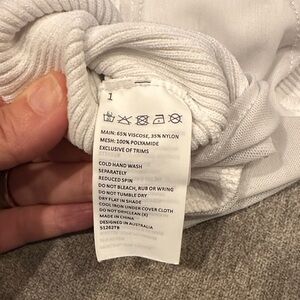 1
MAIN: 65% VISCOSE, 35% NYLON
MESH: 100% POLYAMIDE
EXCLUSIVE OF TRIMS
COLD HAND WASH
SEPARATELY
REDUCED SPIN
DO NOT BLEACH, RUB OR WRING
DO NOT TUMBLE DRY
DRY FLAT IN SHADE
COOL IRON UNDER COVER CLOTH
DO NOT DRYCLEAN (X)
MADE IN CHINA
DESIGNED IN AUSTRALIA
5126278